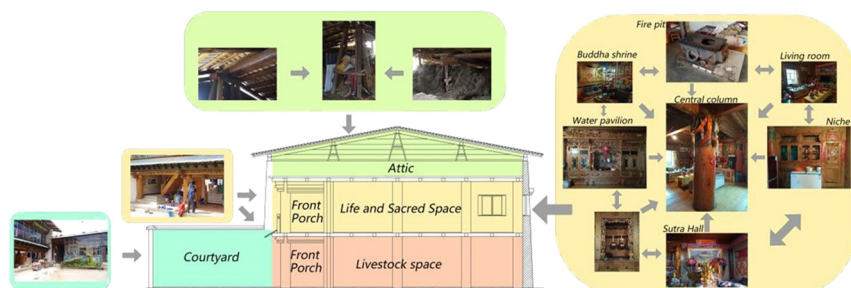 Fire pit
Buddha shrine
Living room
Central column
Water pavilion
Niche
Sutra Hall
Attic
Front
Porch
Life and Sacred Space
Courtyard
Front
Porch
Livestock space